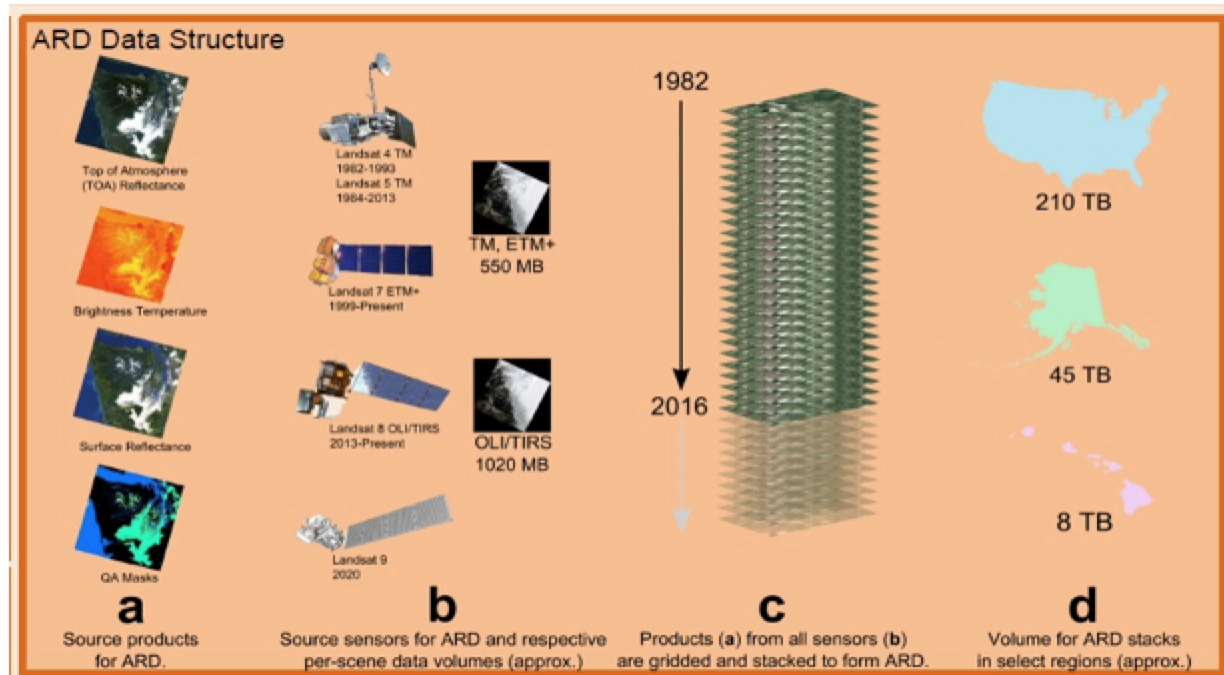 ARD Data Structure
Top of Atmosphere
(TOA) Reflectance
Brightness Temperature
Surface Reflectance
QA Masks
a
Source products
for ARD.
Landsat 4 TM
1982-1993
Landsat 5 TM
1984-2013
TM, ETM+
550 MB
Landsat 7 ETM+
1999-Present
Landsat 8 OLI/TIRS
2013-Present
OLI/TIRS
1020 MB
Landsat 9
2020
b
Source sensors for ARD and respective
per-scene data volumes (approx.)
1982
2016
c
Products (a) from all sensors (b)
are gridded and stacked to form ARD.
210 TB
45 TB
8 TB
d
Volume for ARD stacks
in select regions (approx.)